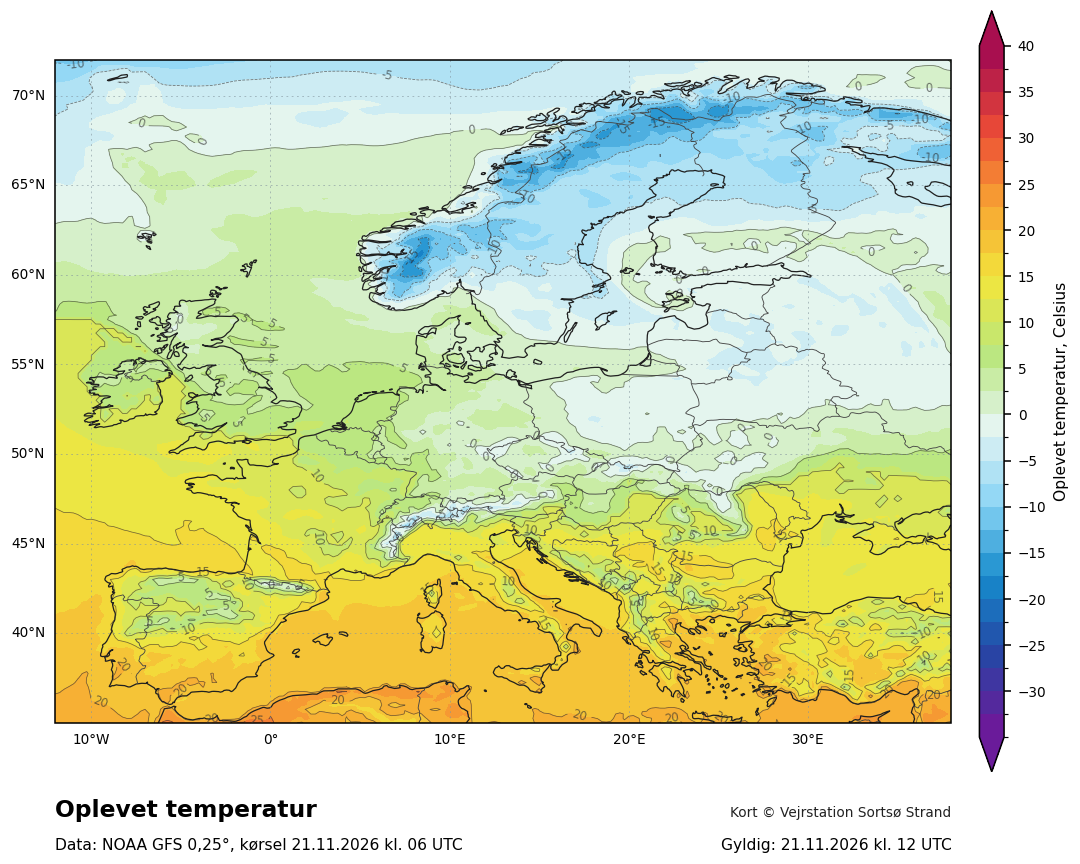 70°N
65°N
60°N
55°N
50°N
45°N
40°N
10°W
0°
10°E
20°E
30°E
40
35
30
25
20
15
10
5
0
−5
−10
−15
−20
−25
−30
Oplevet temperatur, Celsius
Oplevet temperatur
Kort © Vejrstation Sortsø Strand
Data: NOAA GFS 0,25°, kørsel 21.11.2026 kl. 06 UTC
Gyldig: 21.11.2026 kl. 12 UTC